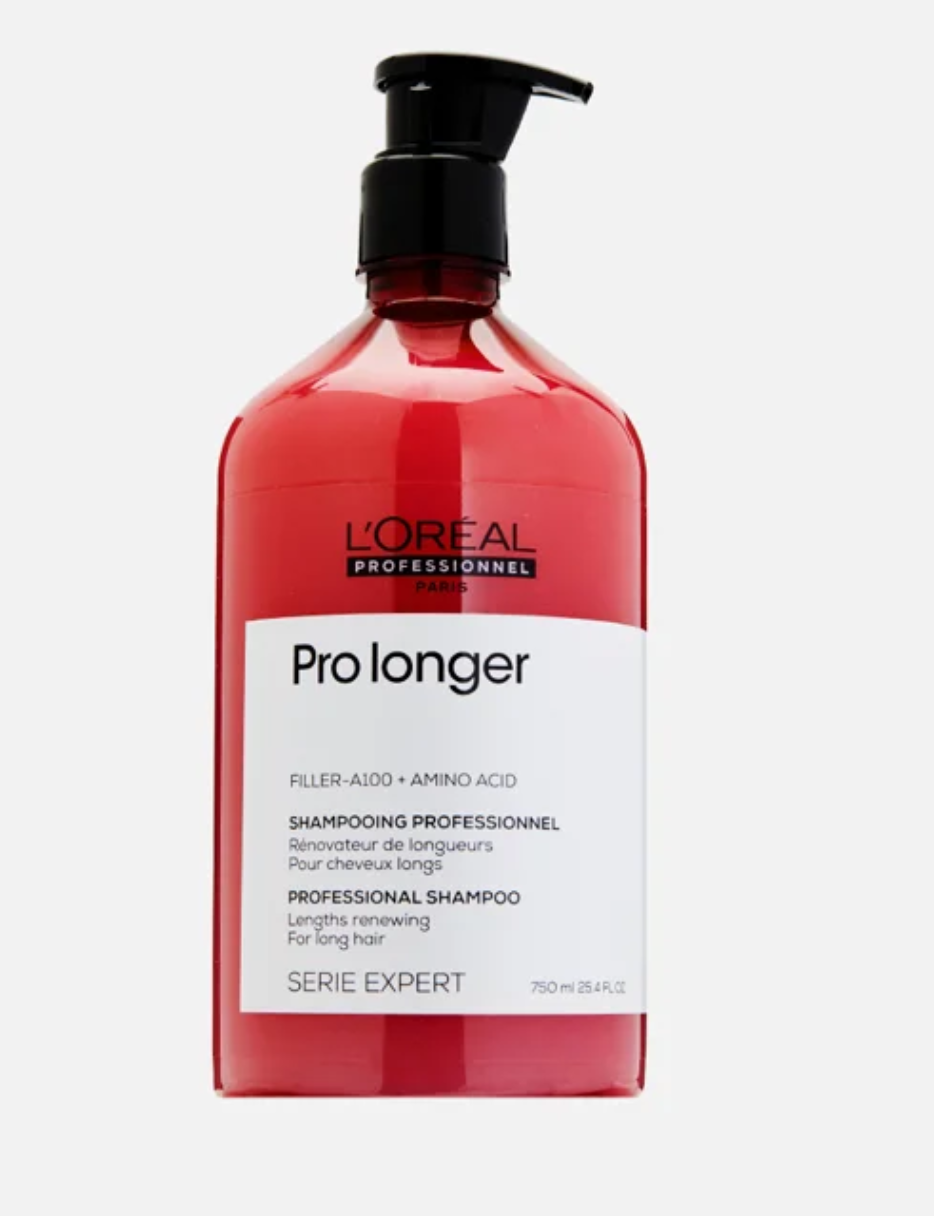 L'ORÉAL
PROFESSIONNEL
PARIS
Pro longer
FILLER-A100 + AMINO ACID
SHAMPOOING PROFESSIONNEL
Rénovateur de longueurs
Pour cheveux longs
PROFESSIONAL SHAMPOO
Lengths renewing
For long hair
SERIE EXPERT
750 ml 25.4 FL OZ